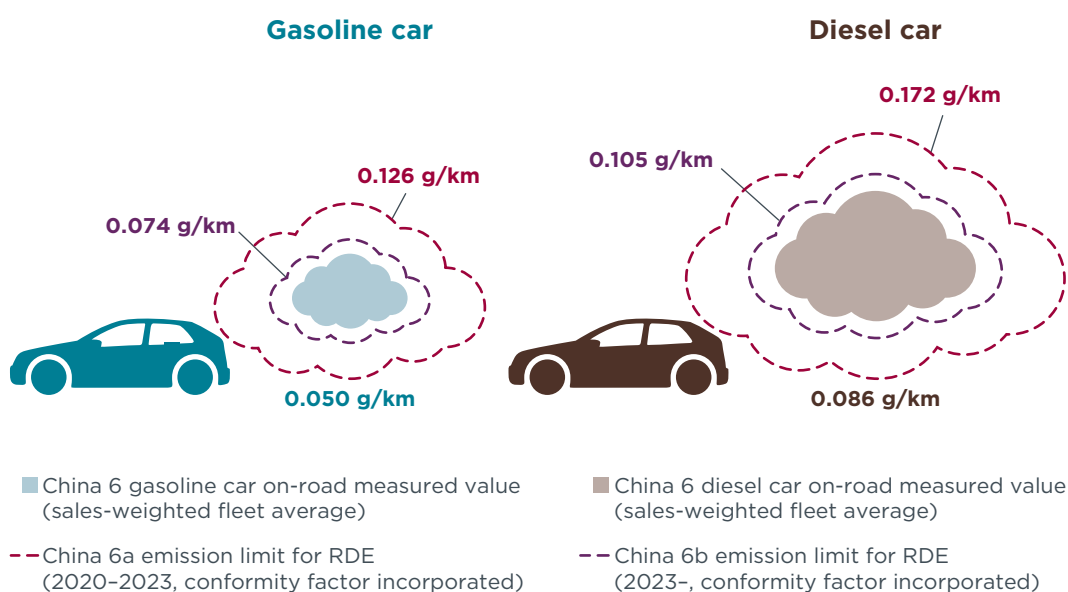 Gasoline car
Diesel car
0.172 g/km
0.105 g/km
0.126 g/km
0.074 g/km
0.050 g/km
0.086 g/km
China 6 gasoline car on-road measured value
(sales-weighted fleet average)
China 6 diesel car on-road measured value
(sales-weighted fleet average)
China 6a emission limit for RDE
(2020–2023, conformity factor incorporated)
China 6b emission limit for RDE
(2023–, conformity factor incorporated)